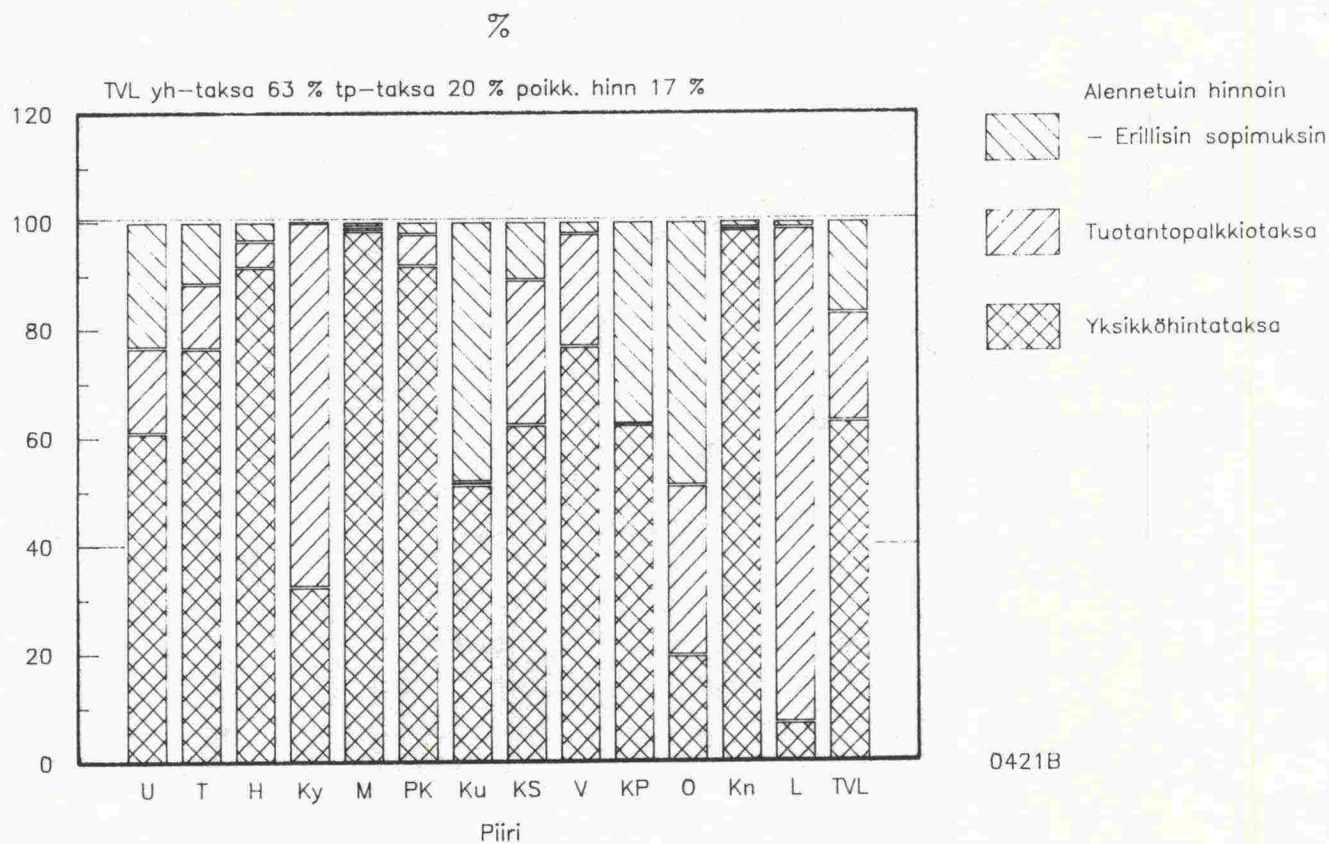 %
TVL yh-taksa 63 % tp-taksa 20 % poikk. hinn 17 %
120
100
80
60
40
20
0
U T H Ky M PK Ku KS V KP O Kn L TVL
Piiri
Alennetuin hinnoin
- Erillisin sopimuksin
Tuotantopalkkiotaksa
Yksikköhintataksa
0421B